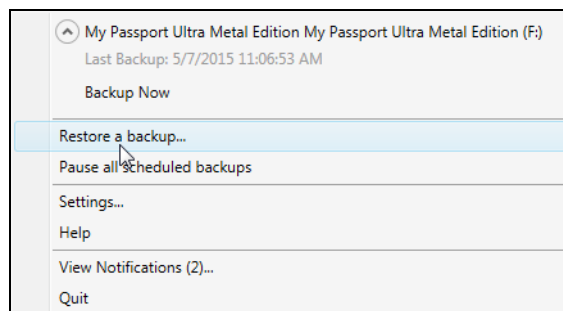 My Passport Ultra Metal Edition My Passport Ultra Metal Edition (F:)
Last Backup: 5/7/2015 11:06:53 AM
Backup Now
Restore a backup...
Pause all scheduled backups
Settings...
Help
View Notifications (2)...
Quit